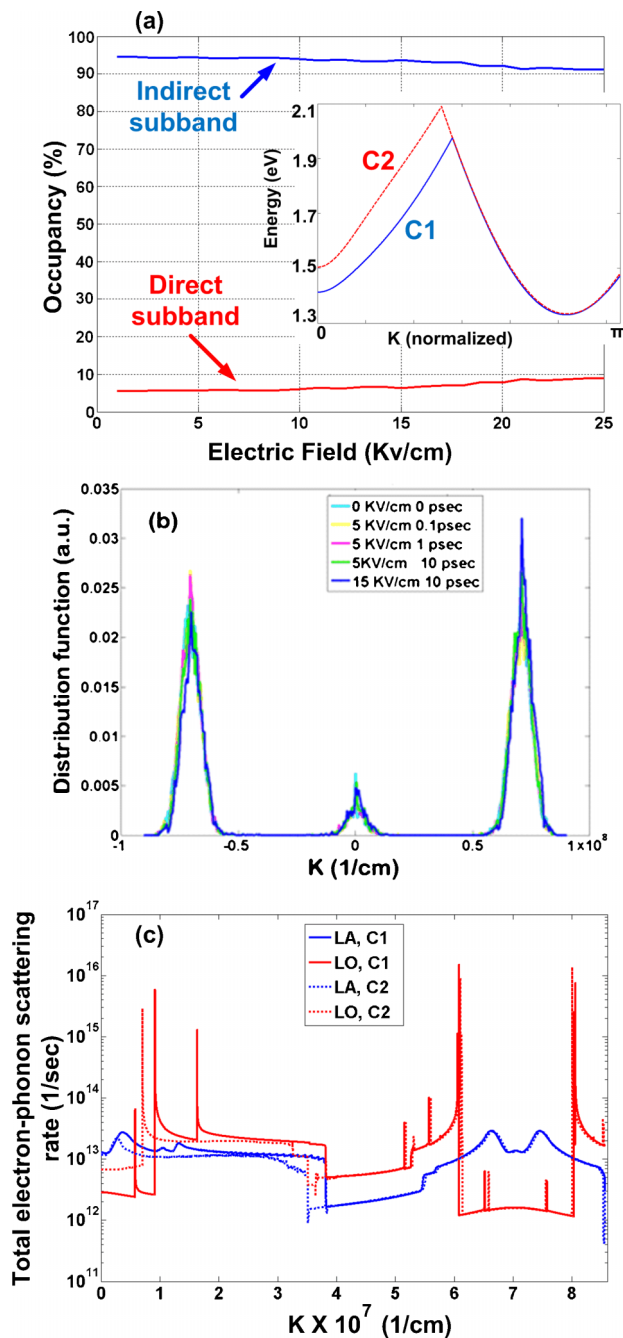 (a)
100
90
80
70
60
50
40
30
20
10
0
Occupancy (%)
Indirect
subband
Direct
subband
2.1
1.9
1.7
1.5
1.3
Energy (eV)
C2
C1
0
K (normalized)
π
0
5
10
15
20
25
Electric Field (Kv/cm)
(b)
0.035
0.03
0.025
0.02
0.015
0.01
0.005
0
Distribution function (a.u.)
0 KV/cm 0 psec
5 KV/cm 0.1psec
5 KV/cm 1 psec
5KV/cm 10 psec
15 KV/cm 10 psec
-1
-0.5
0
0.5
1×10⁸
K (1/cm)
(c)
10¹⁷
10¹⁶
10¹⁵
10¹⁴
10¹³
10¹²
10¹¹
Total electron-phonon scattering
rate (1/sec)
LA, C1
LO, C1
LA, C2
LO, C2
0
1
2
3
4
5
6
7
8
K X 10⁷ (1/cm)